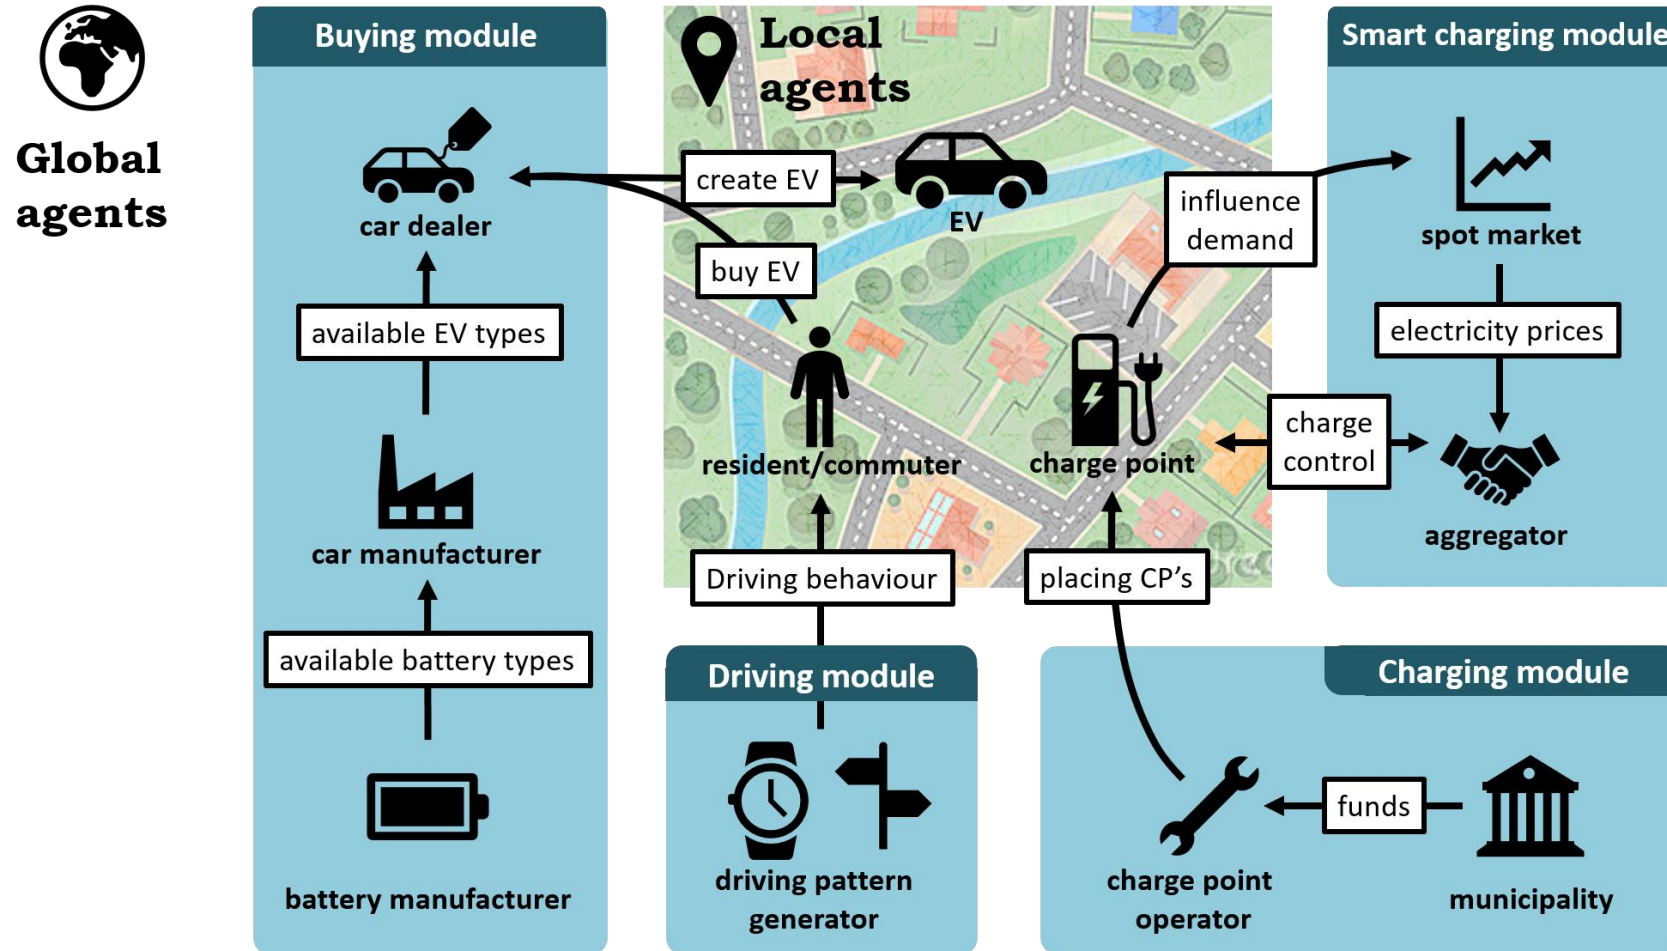 Global
agents
Buying module
car dealer
available EV types
car manufacturer
available battery types
battery manufacturer
Local
agents
create EV
EV
buy EV
influence
demand
resident/commuter
charge point
Driving behaviour
placing CP's
Driving module
driving pattern
generator
Smart charging module
spot market
electricity prices
charge
control
aggregator
Charging module
charge point
operator
funds
municipality